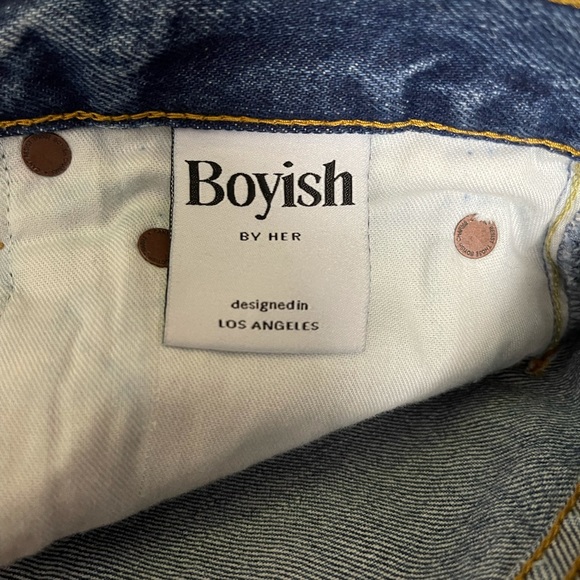 Boyish
BY HER
designed in
LOS ANGELES